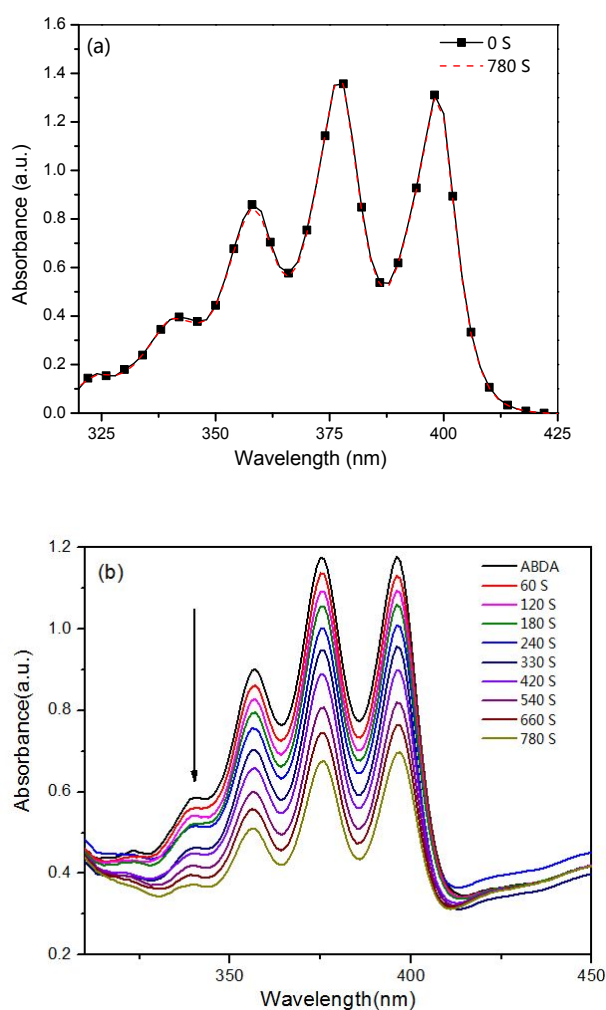 (a)
0 S
780 S
1.6
1.4
1.2
1.0
0.8
0.6
0.4
0.2
0.0
Absorbance (a.u.)
325 350 375 400 425
Wavelength (nm)
(b)
ABDA
60 S
120 S
180 S
240 S
330 S
420 S
540 S
660 S
780 S
1.2
1.0
0.8
0.6
0.4
0.2
Absorbance(a.u.)
350 400 450
Wavelength(nm)